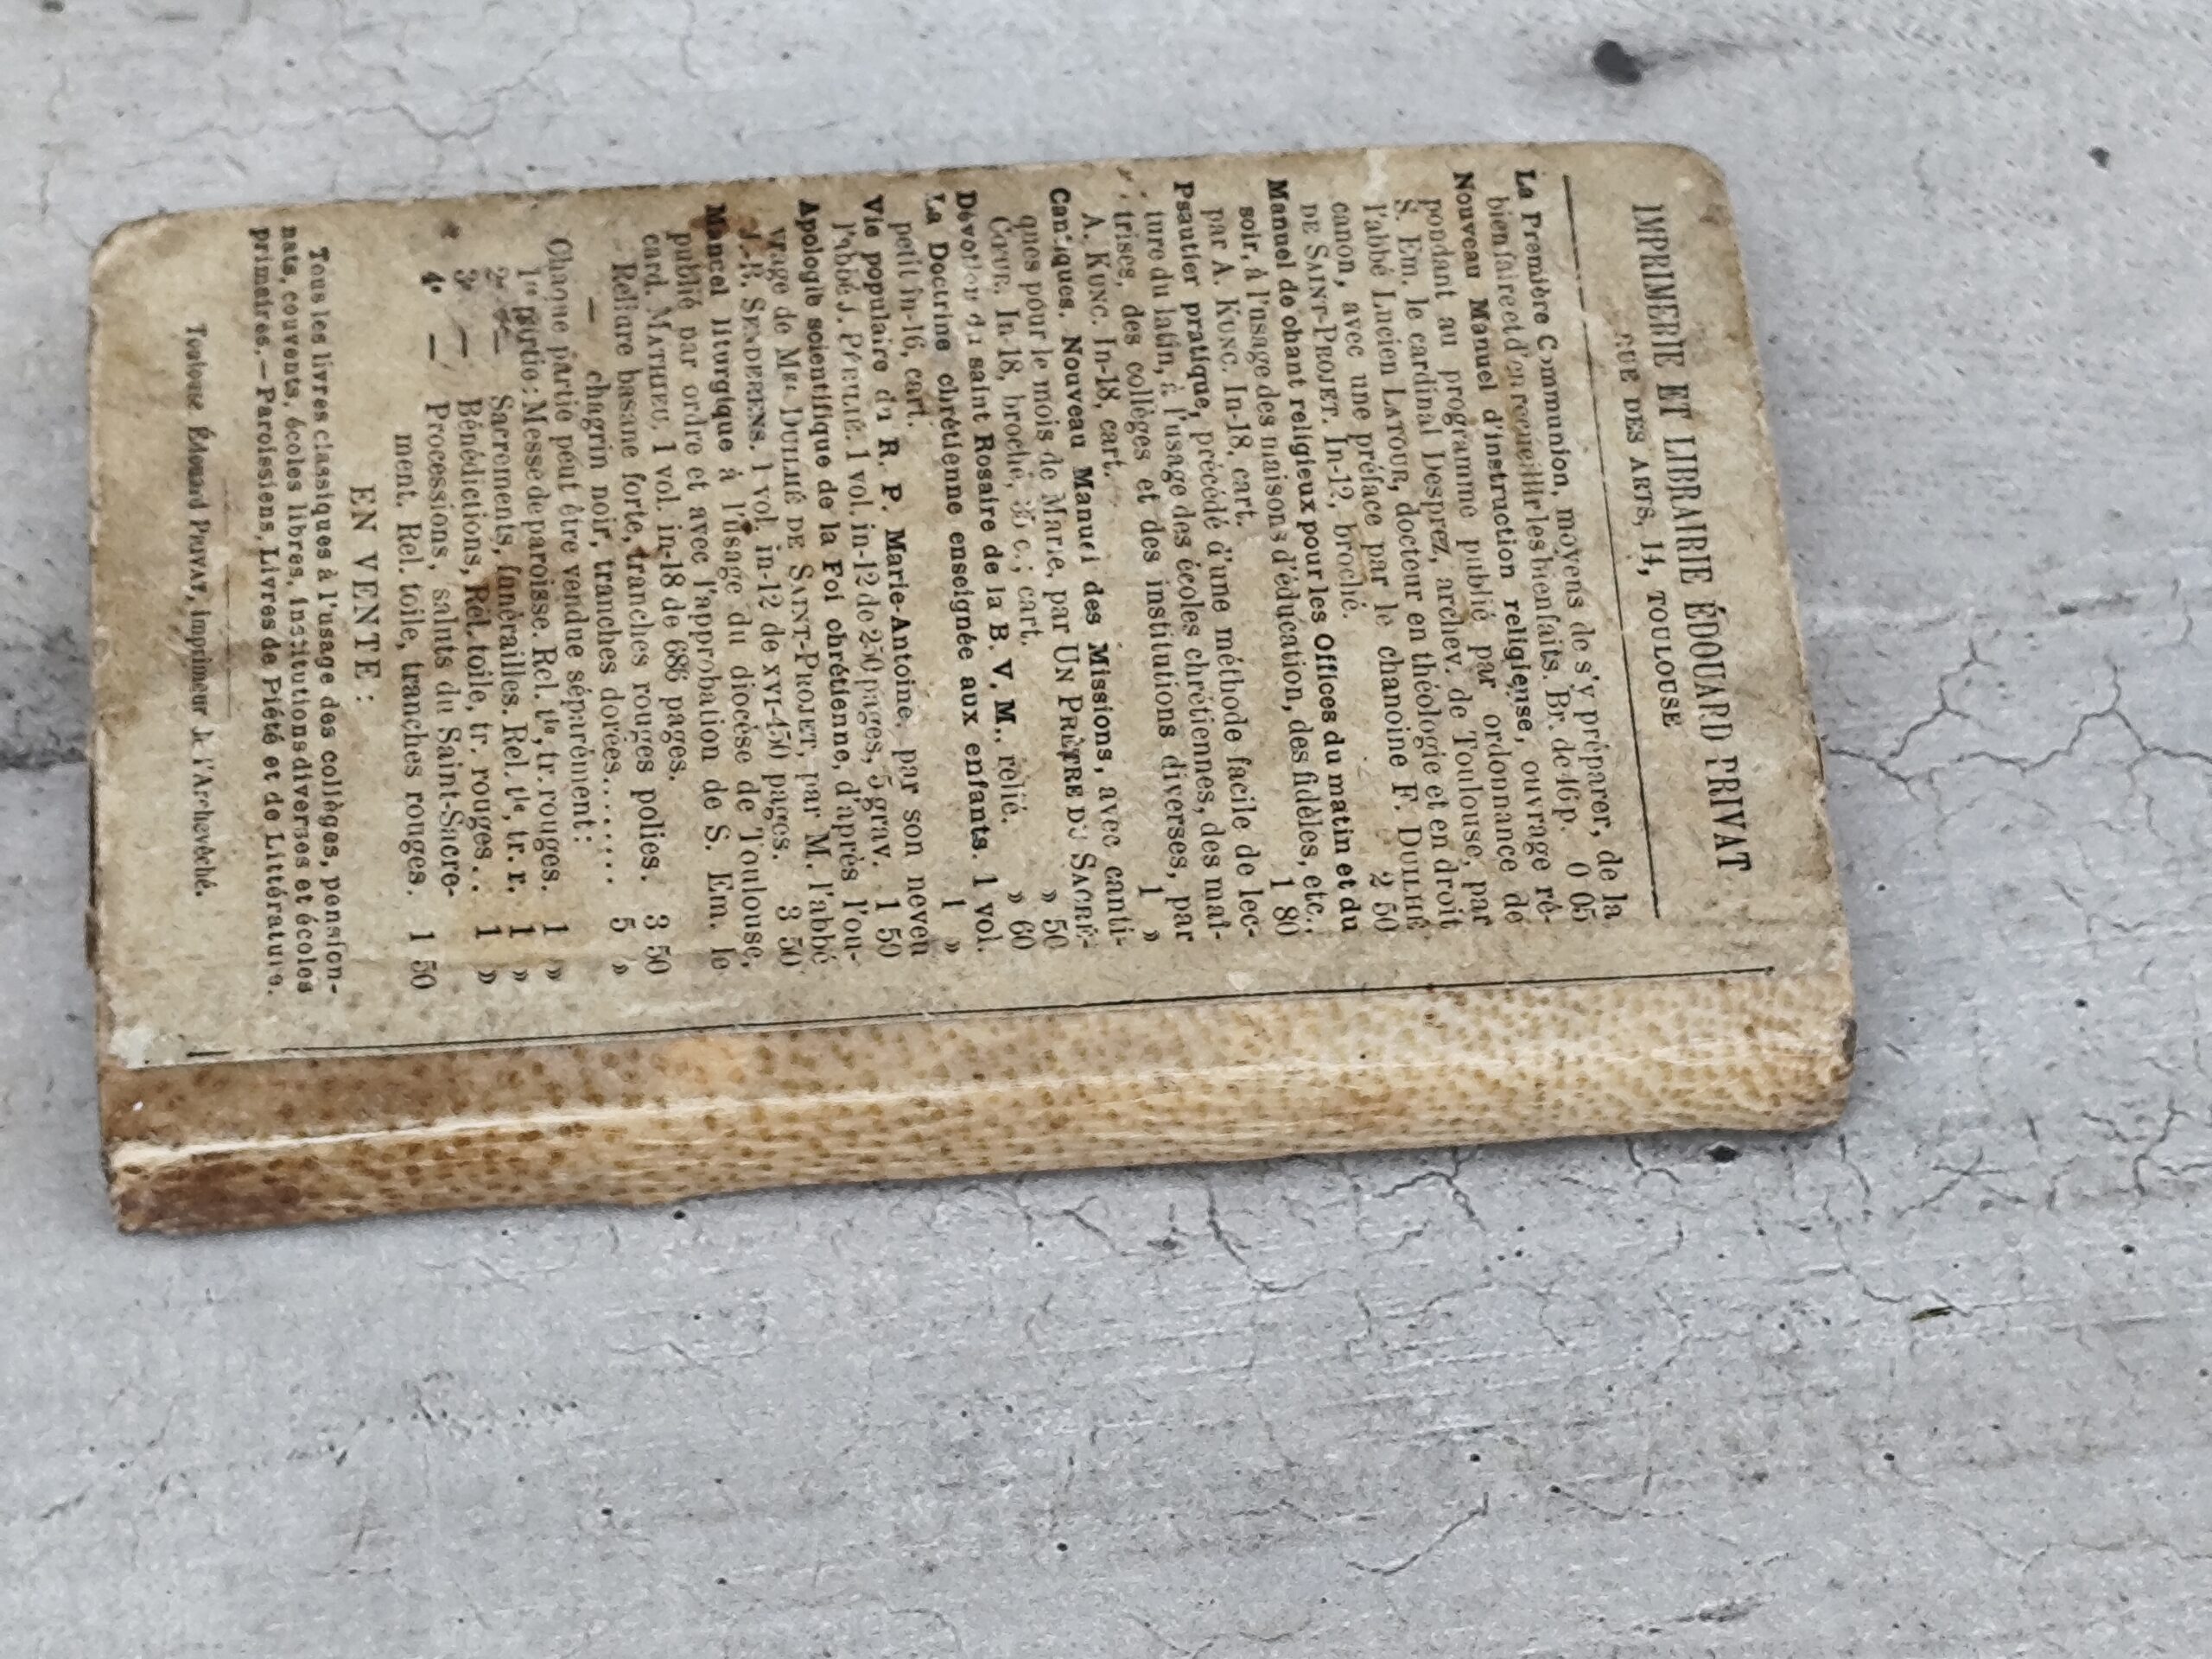 IMPRIMERIE ET LIBRAIRIE ÉDOUARD PRIVAT
RUE DES ARTS, 14, TOULOUSE
La Première Communion, moyens de s'y préparer, de la
bien faire et d'en recueillir les bienfaits. Br. de 46 p. 0 05
Nouveau Manuel d'instruction religieuse, ouvrage ré-
pondant au programme publié par ordonnance de
S. Em. le cardinal Desprez, archev. de Toulouse, par
l'abbé Lucien LATOUR, docteur en théologie et en droit
canon, avec une préface par le chanoine F. DUILHÉ
DE SAINT-PROJET. In-12, broché. 2 50
Manuel de chant religieux pour les Offices du matin et du
soir, à l'usage des maisons d'éducation, des fidèles, etc.,
par A. KUNC. In-18, cart. 1 80
Psautier pratique, précédé d'une méthode facile de lec-
ture du latin, à l'usage des écoles chrétiennes, des maî-
trises, des collèges et des institutions diverses, par
A. KUNC. In-18, cart. 1 »
Cantiques. Nouveau Manuel des Missions, avec canti-
ques pour le mois de Marie, par UN PRÊTRE DU SACRÉ-
CŒUR. In-18, broché, 35 c.; cart. » 50
Dévotion du saint Rosaire de la B. V. M., relié. » 60
La Doctrine chrétienne enseignée aux enfants. 1 vol.
petit in-16, cart. 1 »
Vie populaire du R. P. Marie-Antoine, par son neveu
l'abbé J. PÉFILIÉ. 1 vol. in-12 de 250 pages, 5 grav. 1 50
Apologie scientifique de la Foi chrétienne, d'après l'ou-
vrage de Mgr DUILHÉ DE SAINT-PROJET, par M. l'abbé
J.-B. SENDERENS. 1 vol. in-12 de XVI-450 pages. 3 50
Manuel liturgique à l'usage du diocèse de Toulouse,
publié par ordre et avec l'approbation de S. Em. le
card. MATHIEU, 1 vol. in-18 de 686 pages.
Reliure basane forte, tranches rouges polies. 3 50
— chagrin noir, tranches dorées........ 5 »
Chaque partie peut être vendue séparément:
1re partie: Messe de paroisse. Rel. tle, tr. rouges. 1 »
2e — Sacrements, funérailles. Rel. tle, tr. r. 1 »
3e — Bénédictions, Rel. toile, tr. rouges.. 1 »
4e — Processions, saluts du Saint-Sacre-
ment. Rel. toile, tranches rouges. 1 50
EN VENTE:
Tous les livres classiques à l'usage des collèges, pension-
nats, couvents, écoles libres, institutions diverses et écoles
primaires. — Paroissiens, Livres de Piété et de Littérature.
Toulouse Édouard PRIVAT, imprimeur de l'Archevêché.